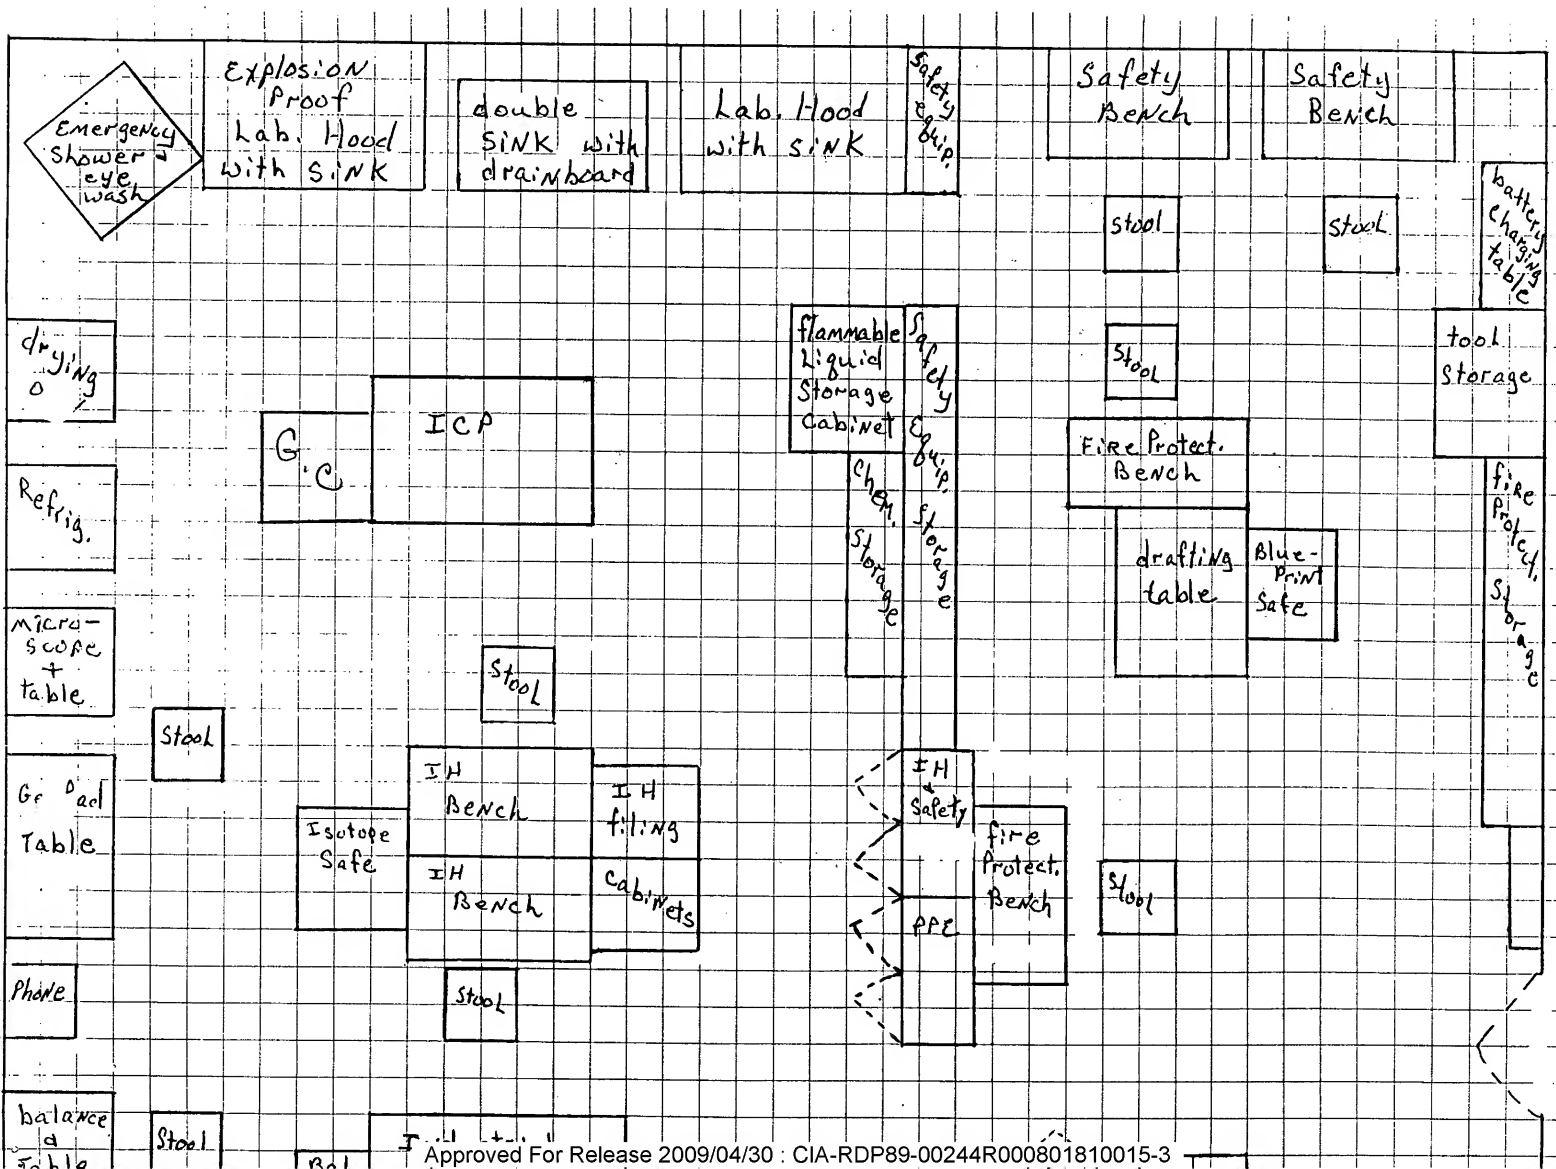 Explosion
Proof
Lab. Hood
with sink
Emergency
Shower &
eye
wash
double
sink with
drainboard
Lab. Hood
with sink
Safety
equip.
Safety
Bench
Safety
Bench
stool
stool
battery
charging
table
drying
Refrig.
Micro-
scope
+
table
Stool
Table
Phone
balance
&
Table
Stool
G.C
ICP
Stool
IH
Bench
IH
Bench
Isotope
Safe
IH
filing
Cabinets
Stool
flammable
Liquid
Storage
Cabinet
Safety Equip. Storage
Chem. Storage
Stool
Fire Protect.
Bench
drafting
table
Blue-
Print
Safe
tool
Storage
fire Protect. Storage
IH
&
Safety
PPE
fire
Protect.
Bench
Stool
Bal
Approved For Release 2009/04/30 : CIA-RDP89-00244R000801810015-3